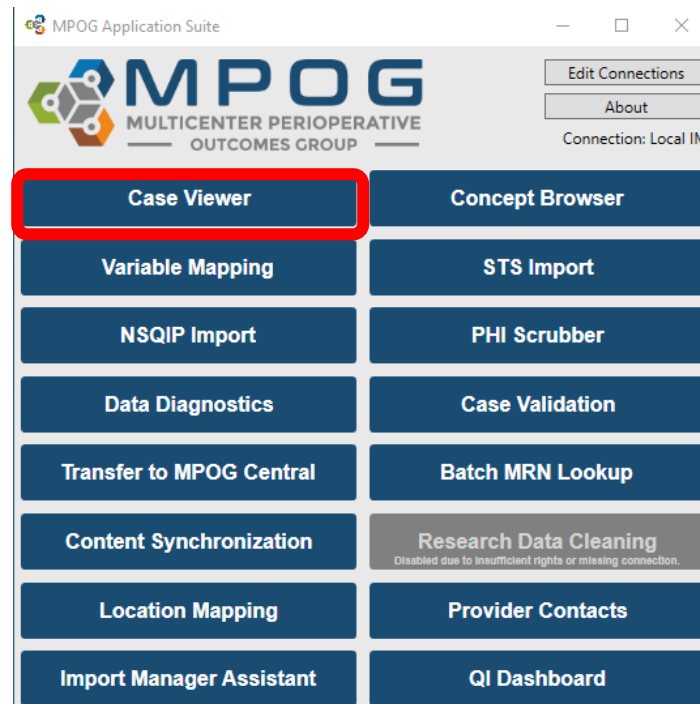 MPOG Application Suite
MPOG
MULTICENTER PERIOPERATIVE
OUTCOMES GROUP
Edit Connections
About
Connection: Local IM
Case Viewer
Concept Browser
Variable Mapping
STS Import
NSQIP Import
PHI Scrubber
Data Diagnostics
Case Validation
Transfer to MPOG Central
Batch MRN Lookup
Content Synchronization
Research Data Cleaning
Disabled due to insufficient rights or missing connection.
Location Mapping
Provider Contacts
Import Manager Assistant
QI Dashboard